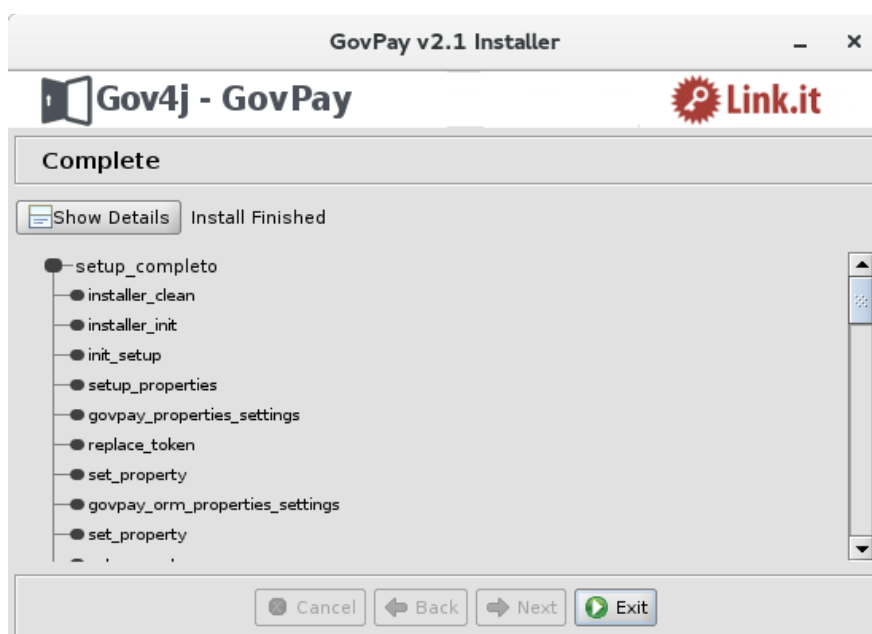 GovPay v2.1 Installer
Gov4j - GovPay
Link.it
Complete
Show Details Install Finished
setup_completo
installer_clean
installer_init
init_setup
setup_properties
govpay_properties_settings
replace_token
set_property
govpay_orm_properties_settings
set_property
Cancel Back Next Exit